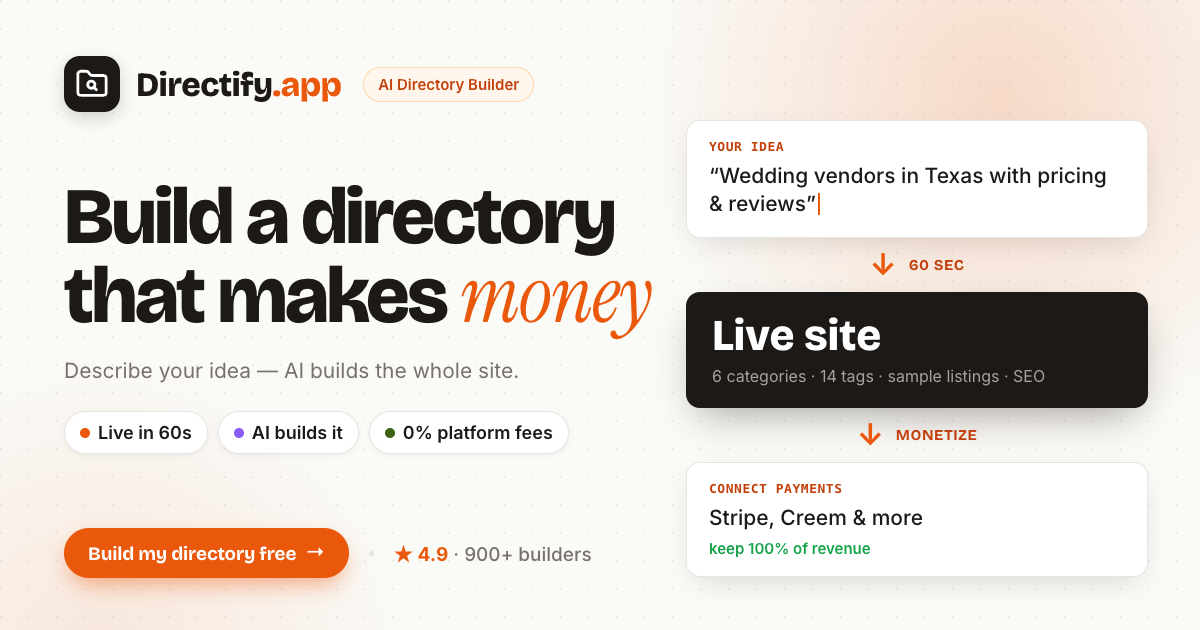 Directify.app
AI Directory Builder
Build a directory
that makes money
Describe your idea — AI builds the whole site.
Live in 60s
AI builds it
0% platform fees
Build my directory free →
★ 4.9 · 900+ builders
YOUR IDEA
“Wedding vendors in Texas with pricing
& reviews”
↓ 60 SEC
Live site
6 categories · 14 tags · sample listings · SEO
↓ MONETIZE
CONNECT PAYMENTS
Stripe, Creem & more
keep 100% of revenue